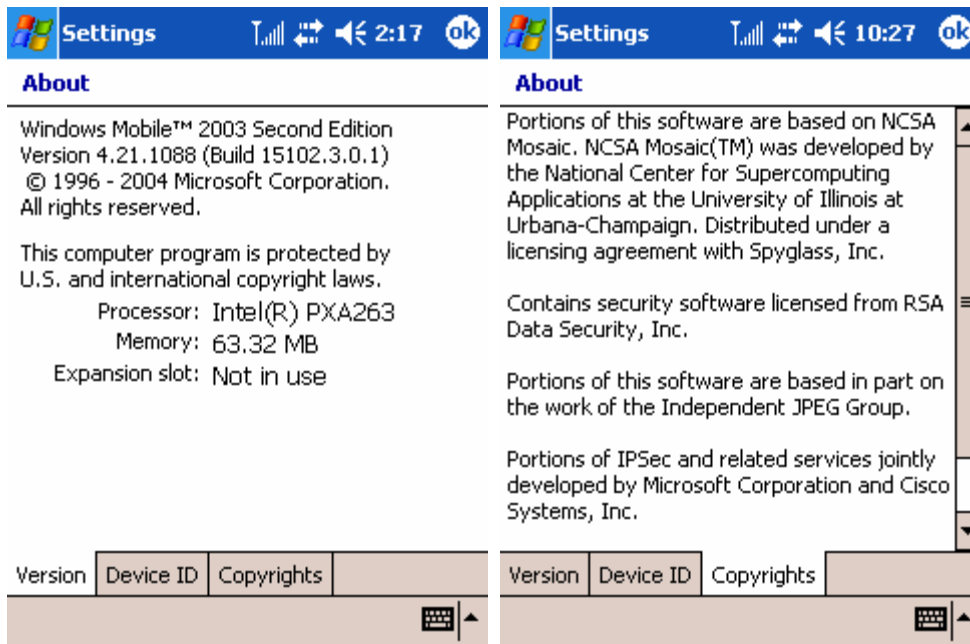 Settings 2:17 ok
About
Windows Mobile™ 2003 Second Edition
Version 4.21.1088 (Build 15102.3.0.1)
© 1996 - 2004 Microsoft Corporation.
All rights reserved.
This computer program is protected by
U.S. and international copyright laws.
Processor: Intel(R) PXA263
Memory: 63.32 MB
Expansion slot: Not in use
Version Device ID Copyrights
Settings 10:27 ok
About
Portions of this software are based on NCSA
Mosaic. NCSA Mosaic(TM) was developed by
the National Center for Supercomputing
Applications at the University of Illinois at
Urbana-Champaign. Distributed under a
licensing agreement with Spyglass, Inc.
Contains security software licensed from RSA
Data Security, Inc.
Portions of this software are based in part on
the work of the Independent JPEG Group.
Portions of IPSec and related services jointly
developed by Microsoft Corporation and Cisco
Systems, Inc.
Version Device ID Copyrights